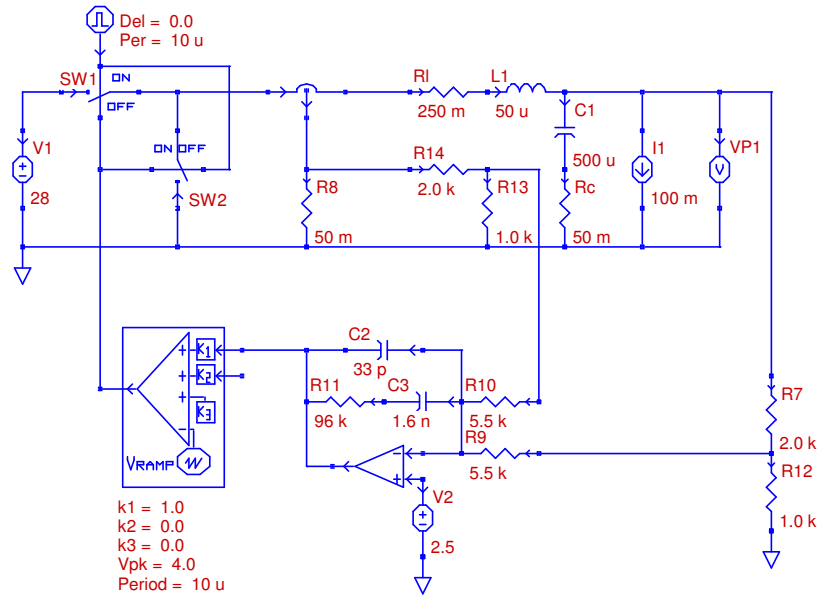 Del = 0.0
Per = 10 u
SW1
ON
OFF
Rl
250 m
L1
50 u
C1
500 u
V1
28
ON OFF
SW2
R14
2.0 k
R8
50 m
R13
1.0 k
Rc
50 m
I1
100 m
VP1
V
C2
33 p
K1
K2
K3
R11
96 k
C3
1.6 n
R10
5.5 k
R9
5.5 k
R7
2.0 k
R12
1.0 k
VRAMP
V2
2.5
k1 = 1.0
k2 = 0.0
k3 = 0.0
Vpk = 4.0
Period = 10 u